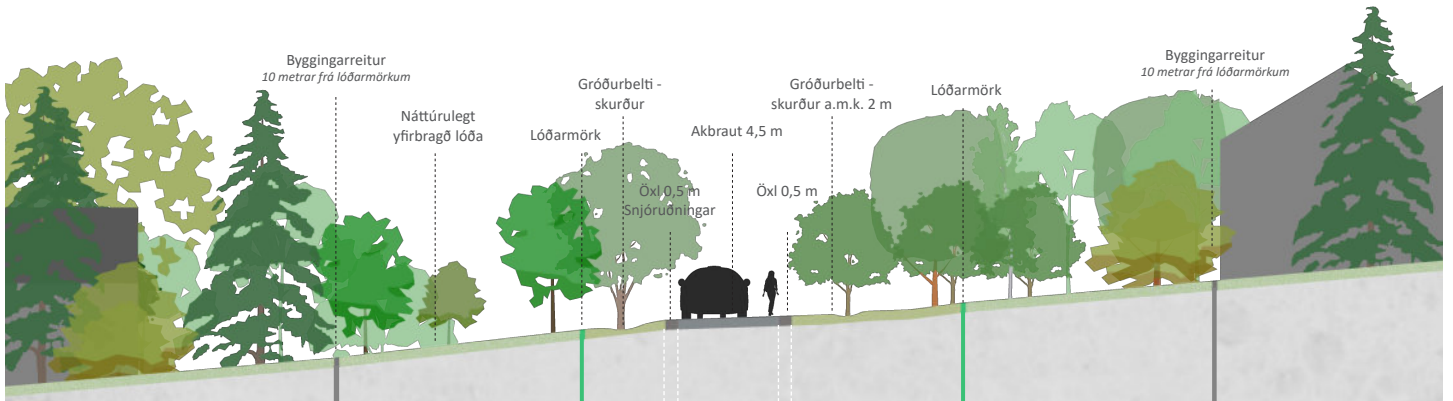 Byggingarreitur
10 metrar frá lóðarmörkum
Náttúrulegt
yfirbragð lóða
Lóðarmörk
Gróðurbelti -
skurður
Öxl 0,5 m
Snjóruðningar
Akbraut 4,5 m
Öxl 0,5 m
Gróðurbelti -
skurður a.m.k. 2 m
Lóðarmörk
Byggingarreitur
10 metrar frá lóðarmörkum